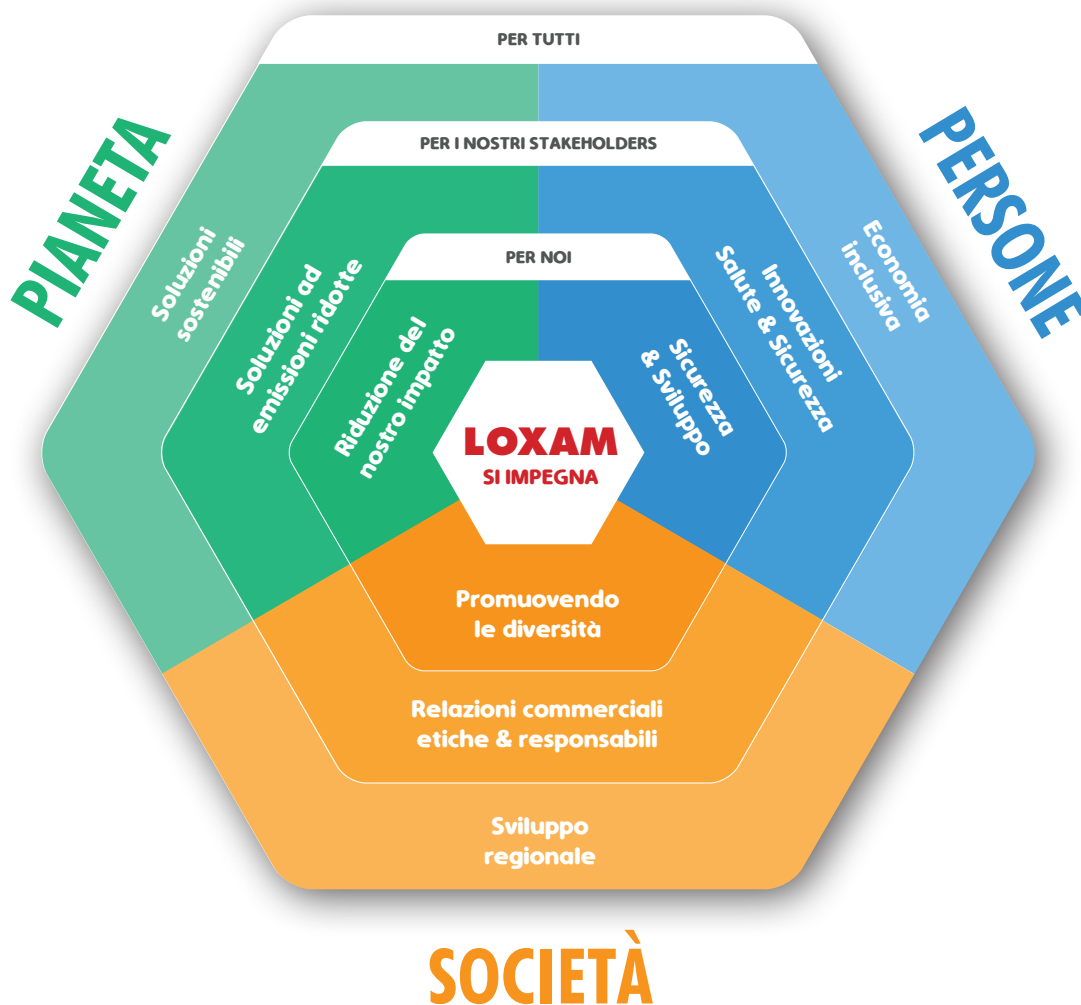 PER TUTTI
PER I NOSTRI STAKEHOLDERS
PER NOI
PIANETA
PERSONE
Soluzioni
sostenibili
Soluzioni ad
emissioni ridotte
Riduzione del
nostro impatto
LOXAM
SI IMPEGNA
Sicurezza
& Sviluppo
Innovazioni
Salute & Sicurezza
Economia
inclusiva
Promuovendo
le diversità
Relazioni commerciali
etiche & responsabili
Sviluppo
regionale
SOCIETÀ